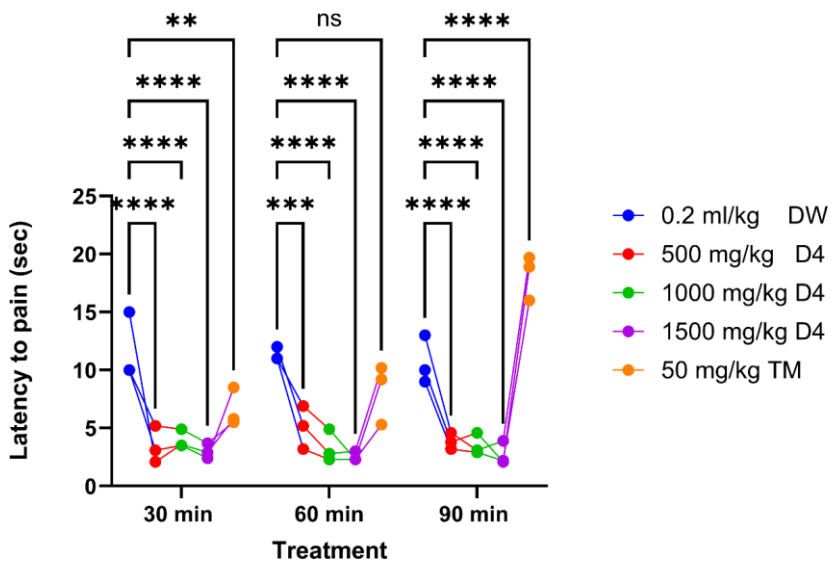 ** ns ****
**** **** ****
**** **** ****
**** *** ****
25
20
15
10
5
0
Latency to pain (sec)
30 min 60 min 90 min
Treatment
0.2 ml/kg DW
500 mg/kg D4
1000 mg/kg D4
1500 mg/kg D4
50 mg/kg TM